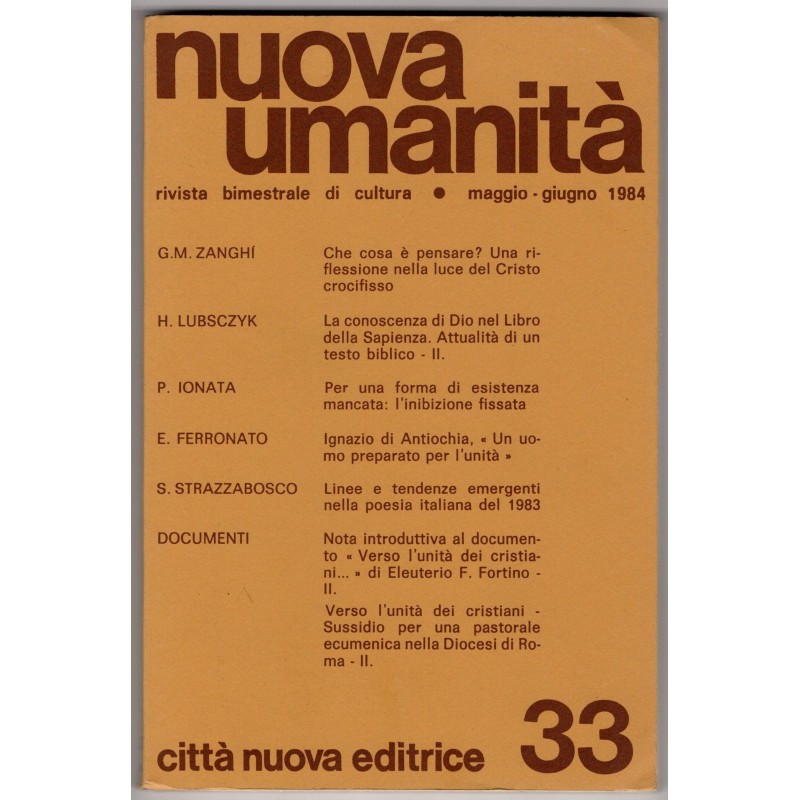 nuova
umanità
rivista bimestrale di cultura ● maggio - giugno 1984
G.M. ZANGHÍ Che cosa è pensare? Una ri-
flessione nella luce del Cristo
crocifisso
H. LUBSCZYK La conoscenza di Dio nel Libro
della Sapienza. Attualità di un
testo biblico - II.
P. IONATA Per una forma di esistenza
mancata: l'inibizione fissata
E. FERRONATO Ignazio di Antiochia, « Un uo-
mo preparato per l'unità »
S. STRAZZABOSCO Linee e tendenze emergenti
nella poesia italiana del 1983
DOCUMENTI Nota introduttiva al documen-
to « Verso l'unità dei cristia-
ni... » di Eleuterio F. Fortino -
II.
Verso l'unità dei cristiani -
Sussidio per una pastorale
ecumenica nella Diocesi di Ro-
ma - II.
città nuova editrice 33